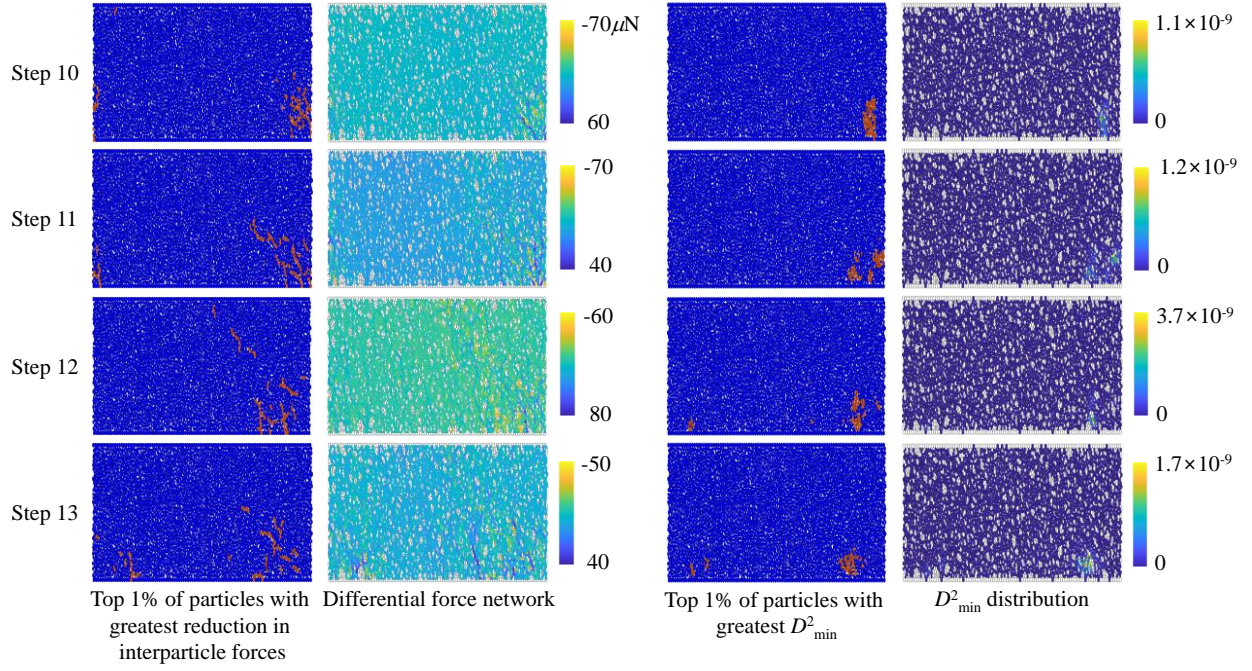 -70μN
1.1×10⁻⁹
Step 10
60
0
-70
1.2×10⁻⁹
Step 11
40
0
-60
3.7×10⁻⁹
Step 12
80
0
-50
1.7×10⁻⁹
Step 13
40
0
Top 1% of particles with
greatest reduction in
interparticle forces
Differential force network
Top 1% of particles with
greatest D²min
D²min distribution